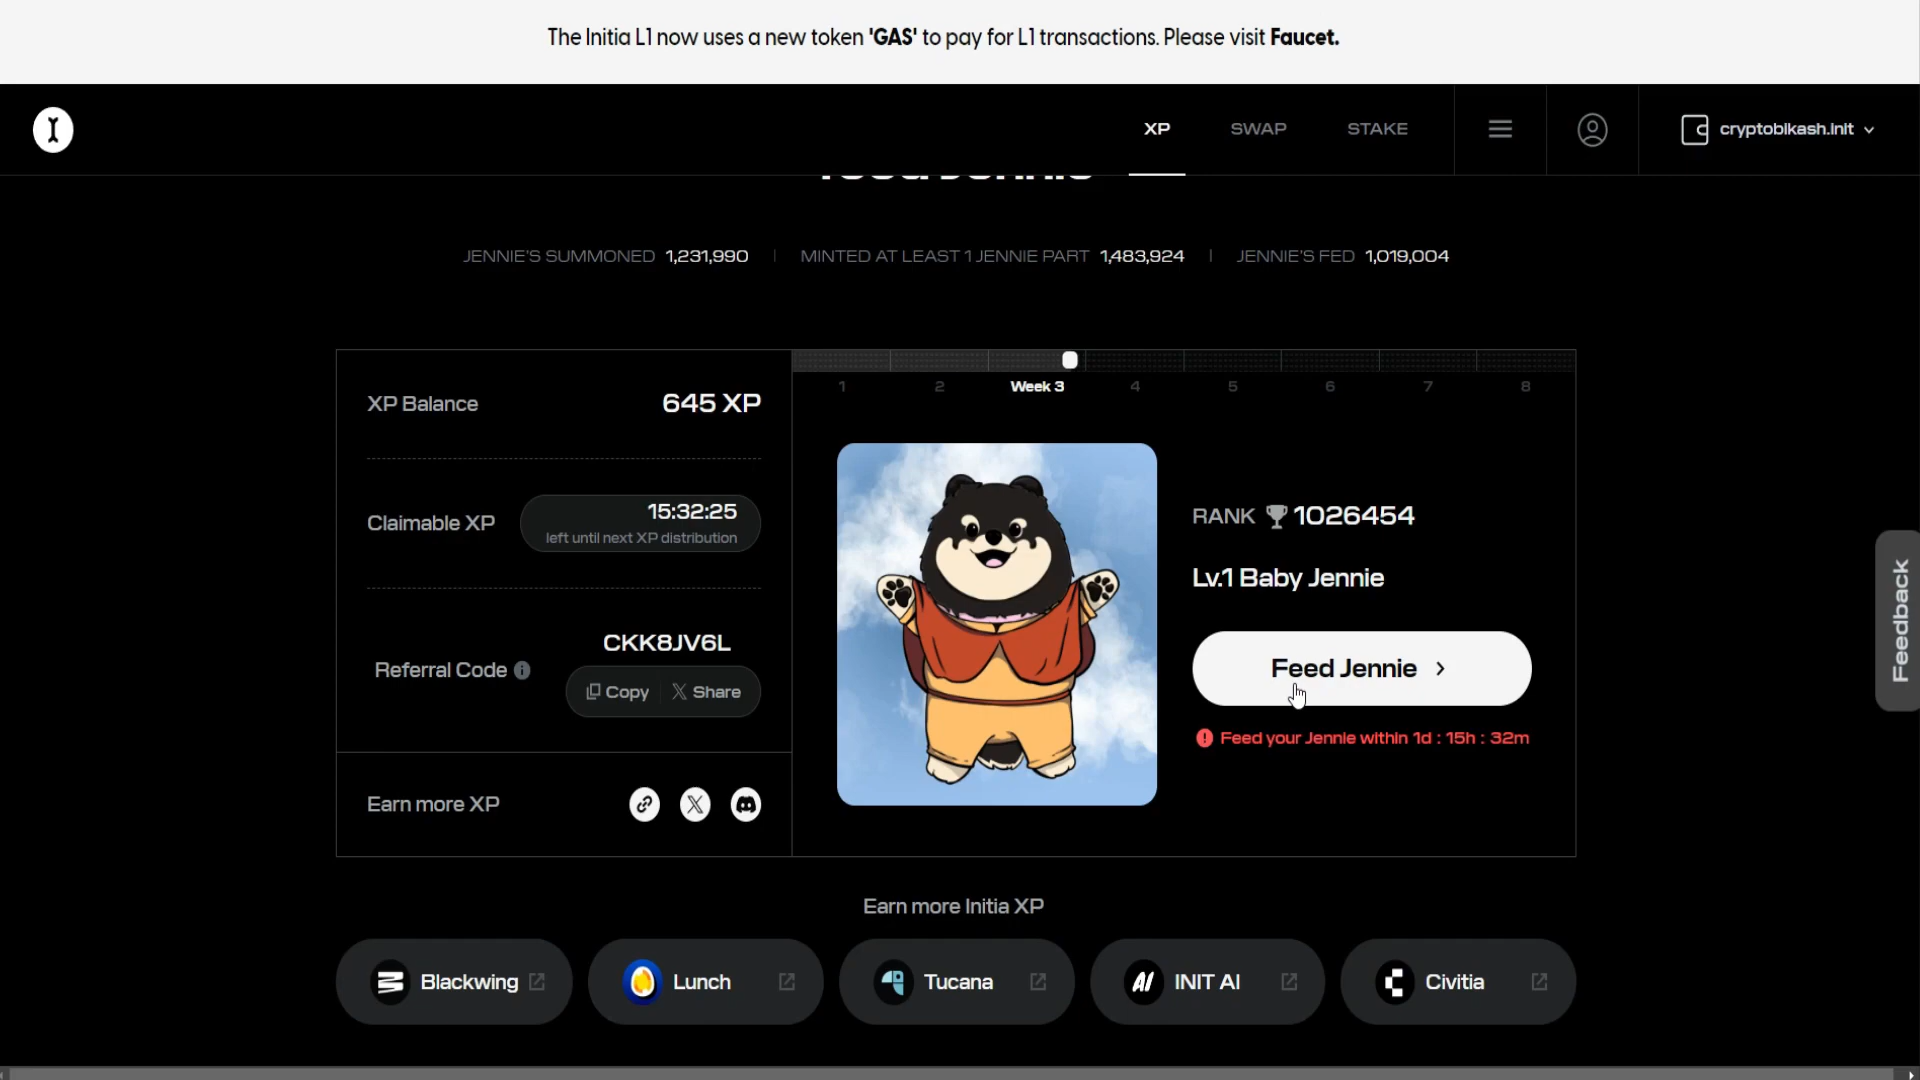 The Initia L1 now uses a new token 'GAS' to pay for L1 transactions. Please visit Faucet.
XP SWAP STAKE cryptobikash.init
Feed Jennie
JENNIE'S SUMMONED 1,231,990 | MINTED AT LEAST 1 JENNIE PART 1,483,924 | JENNIE'S FED 1,019,004
1 2 Week 3 4 5 6 7 8
XP Balance 645 XP
Claimable XP 15:32:25
left until next XP distribution
Referral Code CKK8JV6L
Copy Share
Earn more XP
RANK 1026454
Lv.1 Baby Jennie
Feed Jennie
Feed your Jennie within 1d : 15h : 32m
Feedback
Earn more Initia XP
Blackwing Lunch Tucana AI INIT AI Civitia